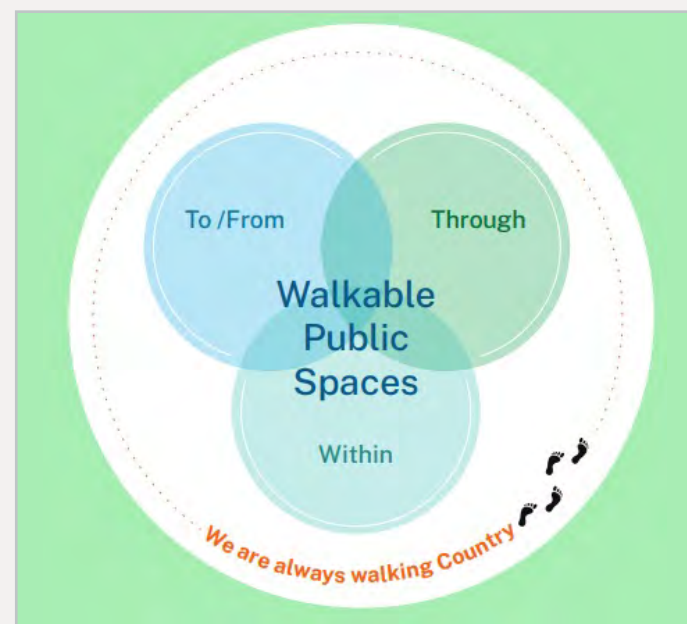 To /From
Through
Walkable
Public
Spaces
Within
We are always walking Country